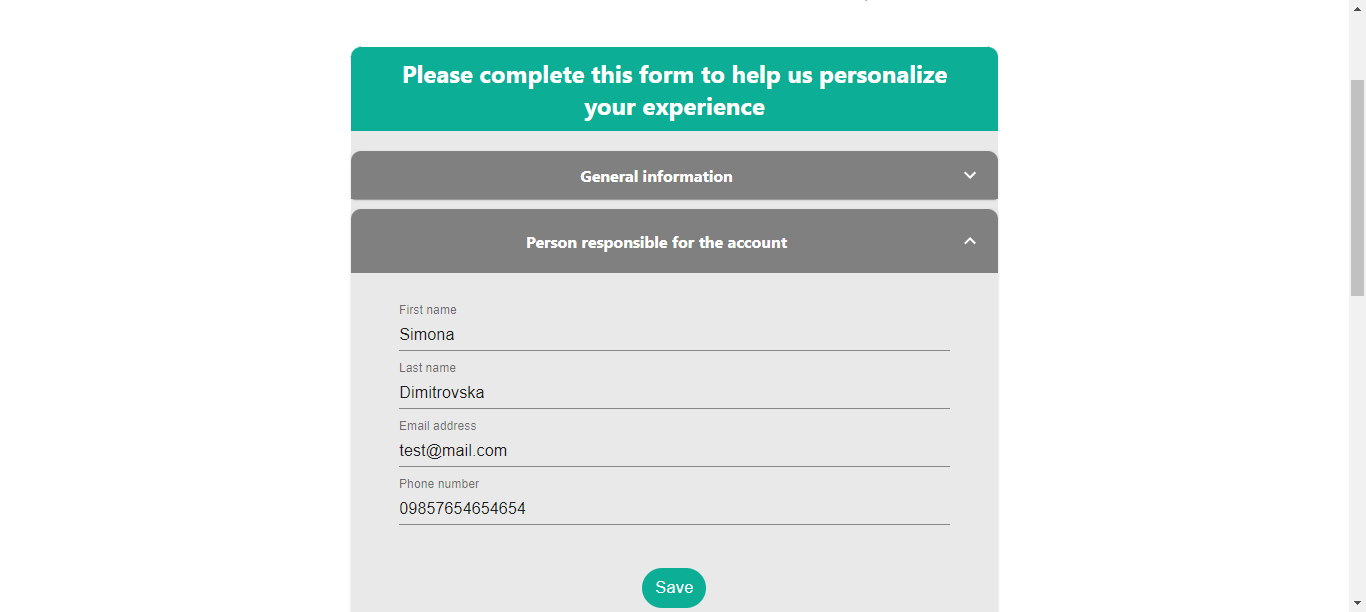 Please complete this form to help us personalize
your experience
General information
Person responsible for the account
First name
Simona
Last name
Dimitrovska
Email address
test@mail.com
Phone number
09857654654654
Save